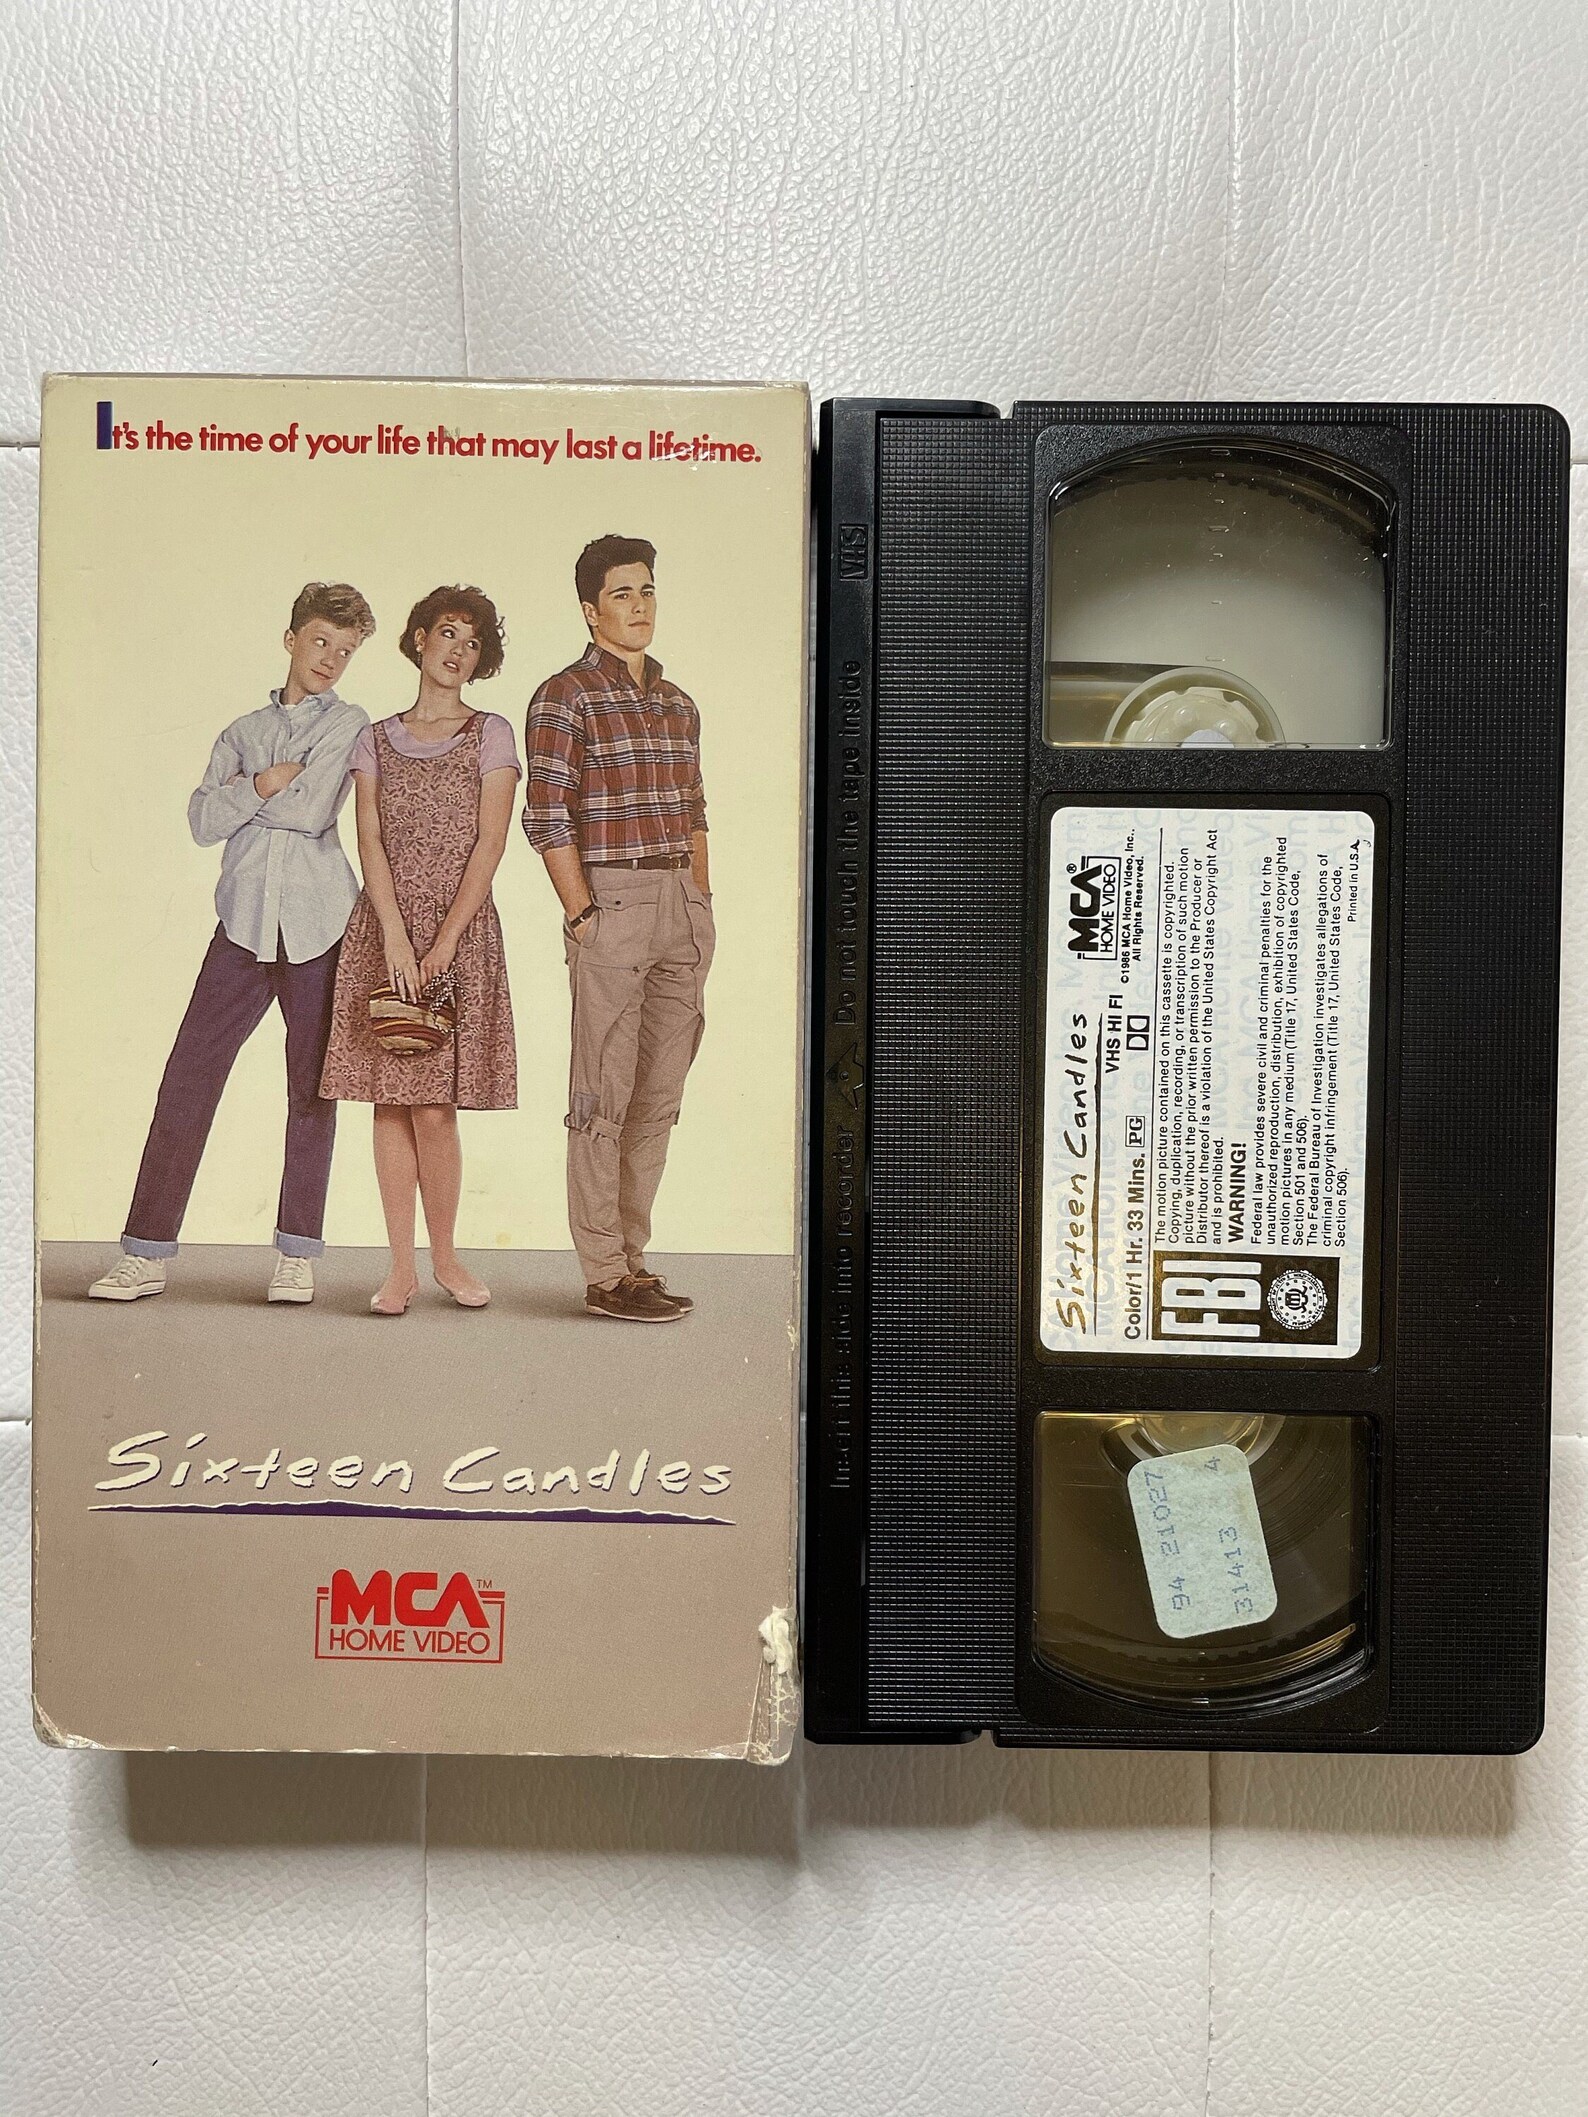 It's the time of your life that may last a lifetime.
Sixteen Candles
MCA™
HOME VIDEO
VHS
Insert this side into recorder Do not touch the tape inside
Sixteen Candles
MCA®
HOME VIDEO
VHS HI FI
©1986 MCA Home Video, Inc..
All Rights Reserved.
Color/1 Hr. 33 Mins. PG
The motion picture contained on this cassette is copyrighted.
Copying, duplication, recording, or transcription of such motion
picture without the prior written permission to the Producer or
Distributor thereof is a violation of the United States Copyright Act
and is prohibited.
WARNING!
Federal law provides severe civil and criminal penalties for the
unauthorized reproduction, distribution, exhibition of copyrighted
motion pictures in any medium (Title 17, United States Code,
Section 501 and 506).
The Federal Bureau of Investigation investigates allegations of
criminal copyright infringement (Title 17, United States Code,
Section 506).
Printed in U.S.A.
FBI
94 21027
31413 4